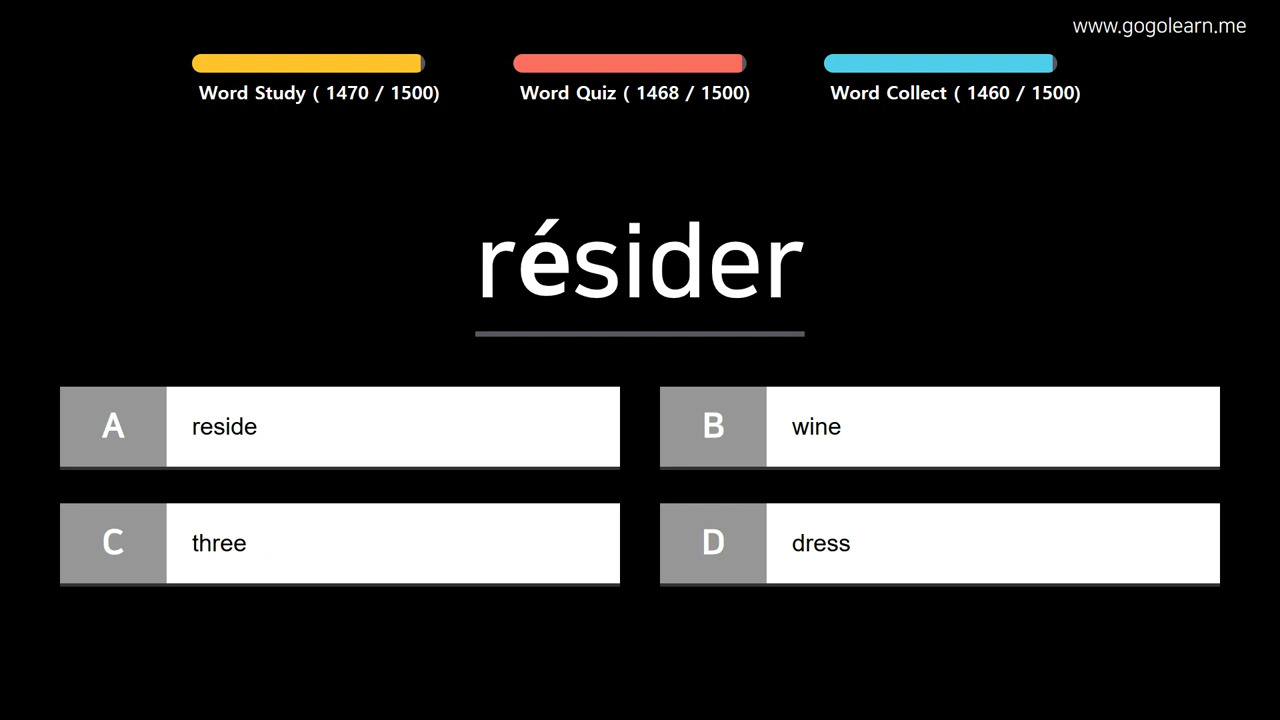 www.gogolearn.me
Word Study ( 1470 / 1500)
Word Quiz ( 1468 / 1500)
Word Collect ( 1460 / 1500)
résider
A reside
B wine
C three
D dress